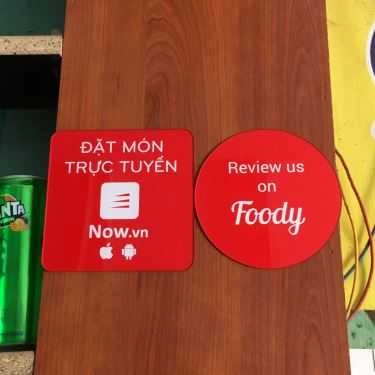 ĐẶT MÓN
TRỰC TUYẾN
Now.vn
Review us
on
Foody